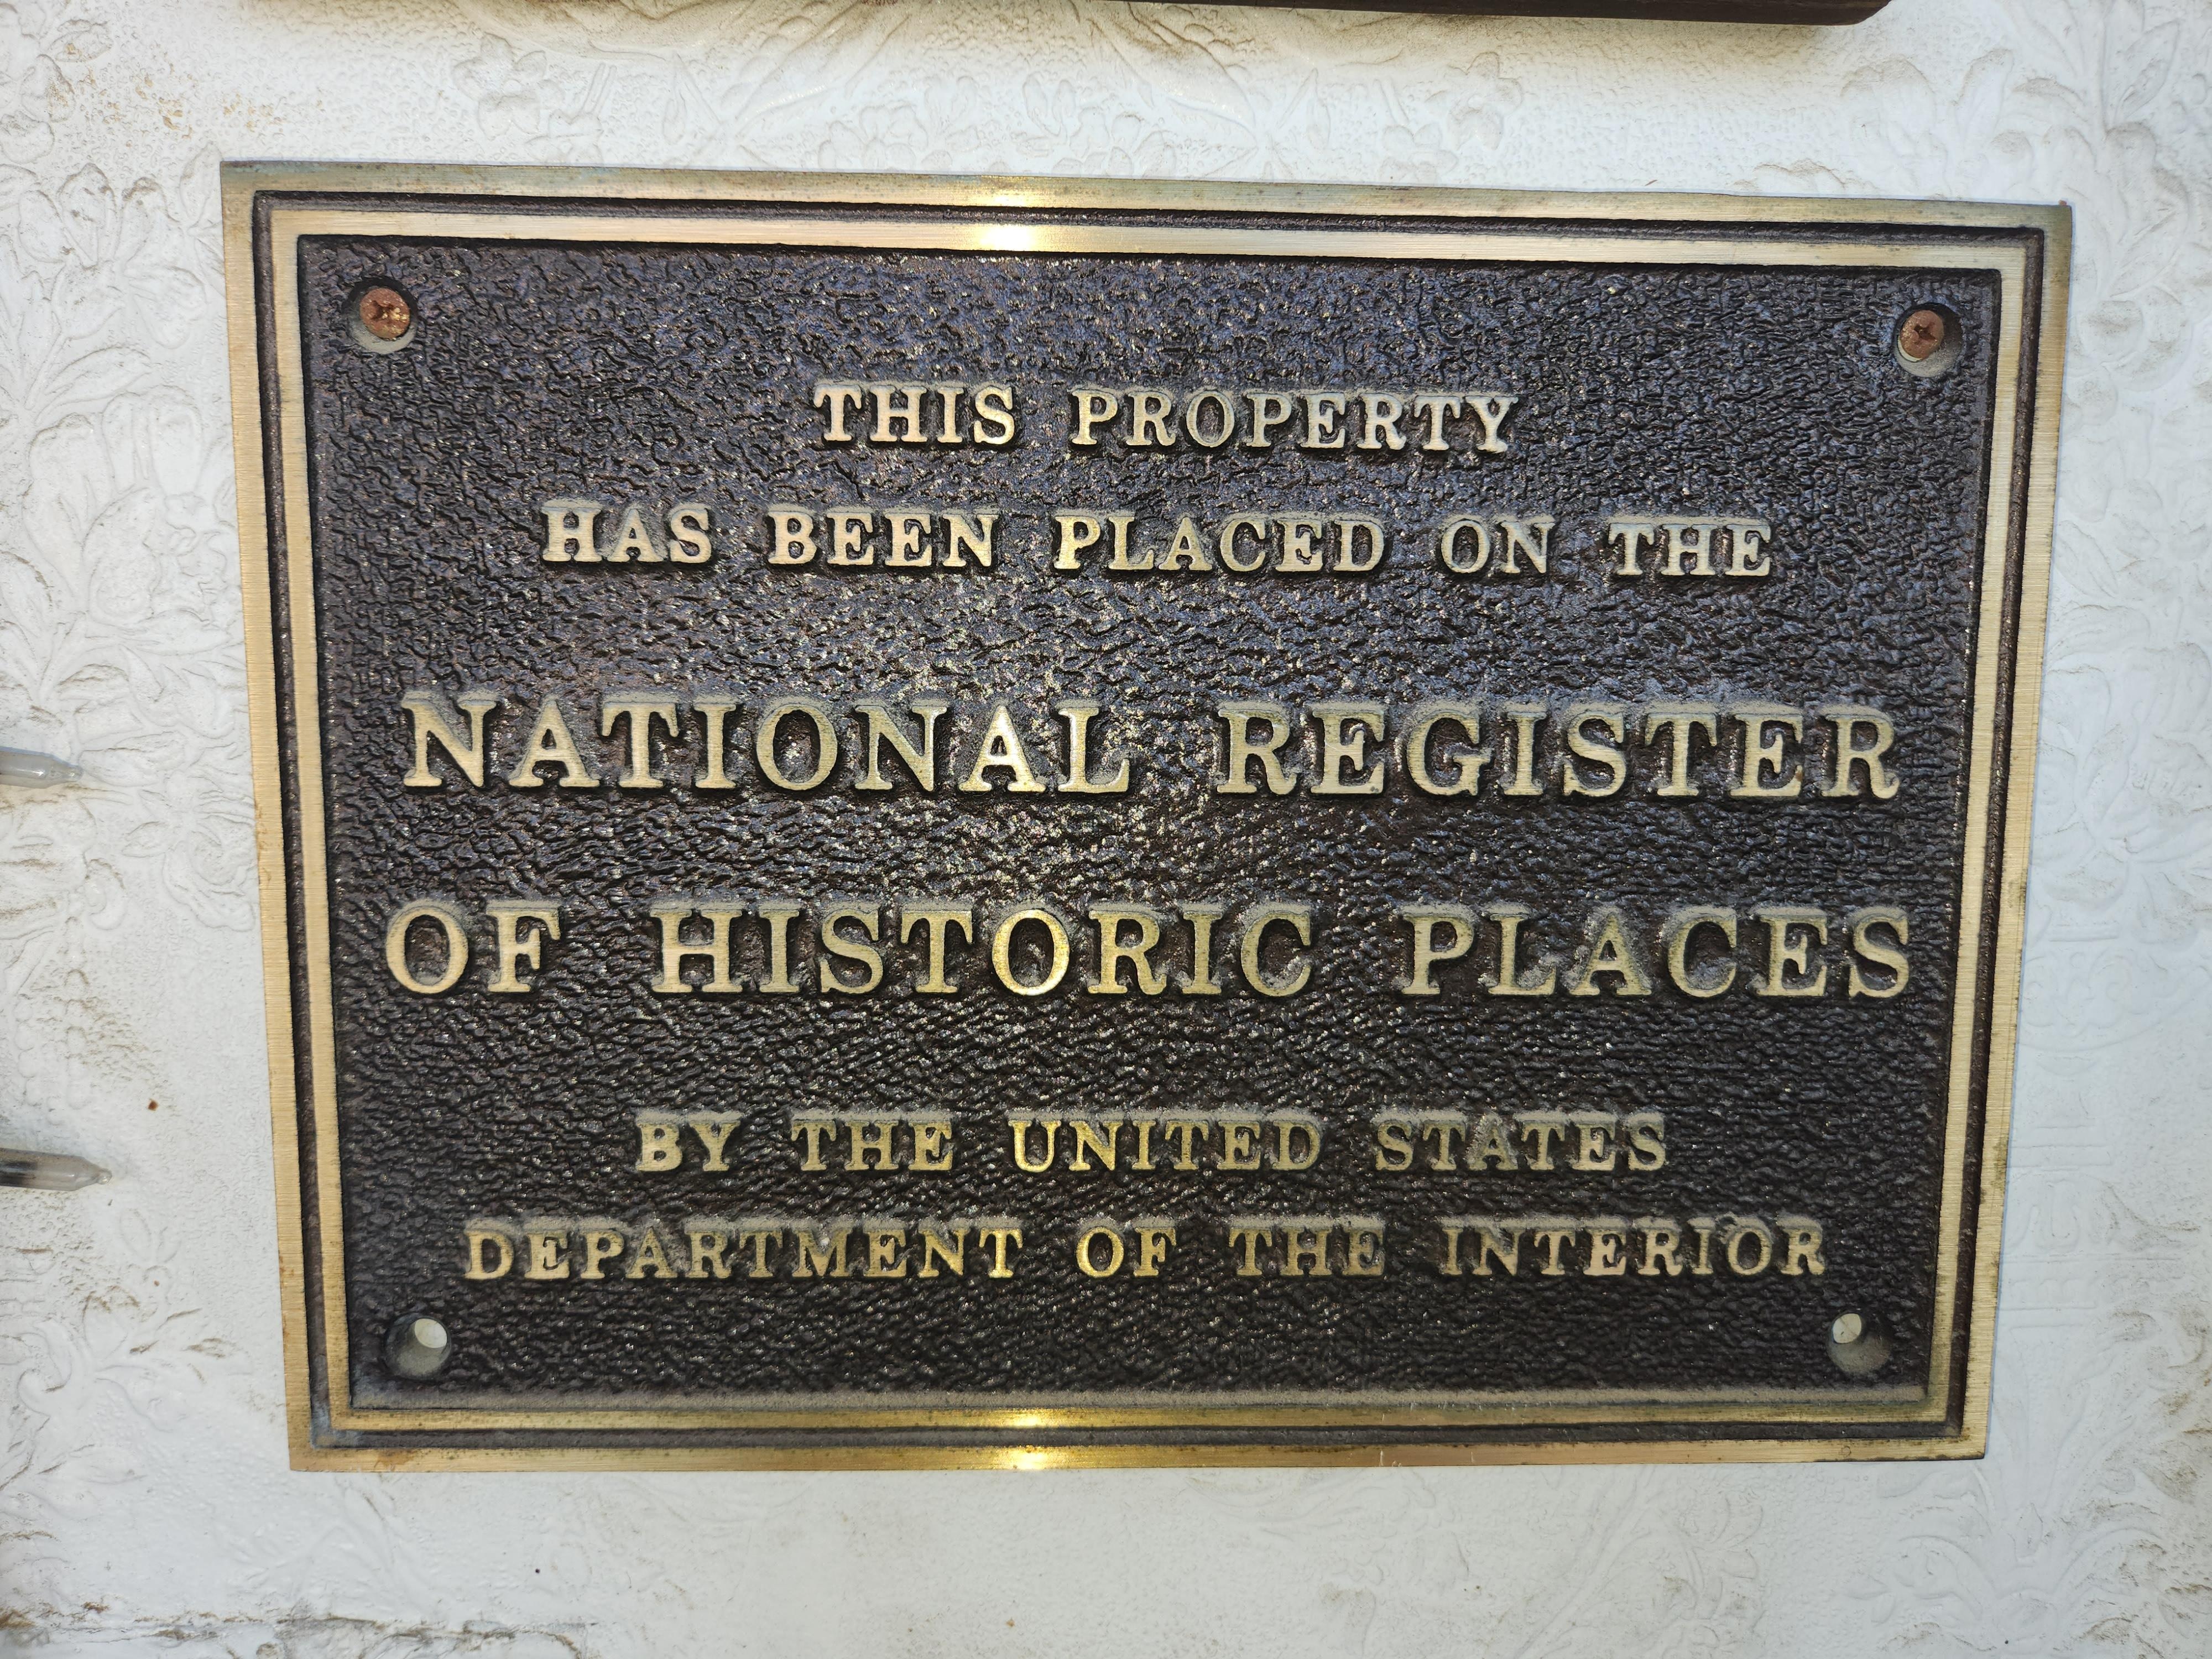 THIS PROPERTY
HAS BEEN PLACED ON THE
NATIONAL REGISTER
OF HISTORIC PLACES
BY THE UNITED STATES
DEPARTMENT OF THE INTERIOR